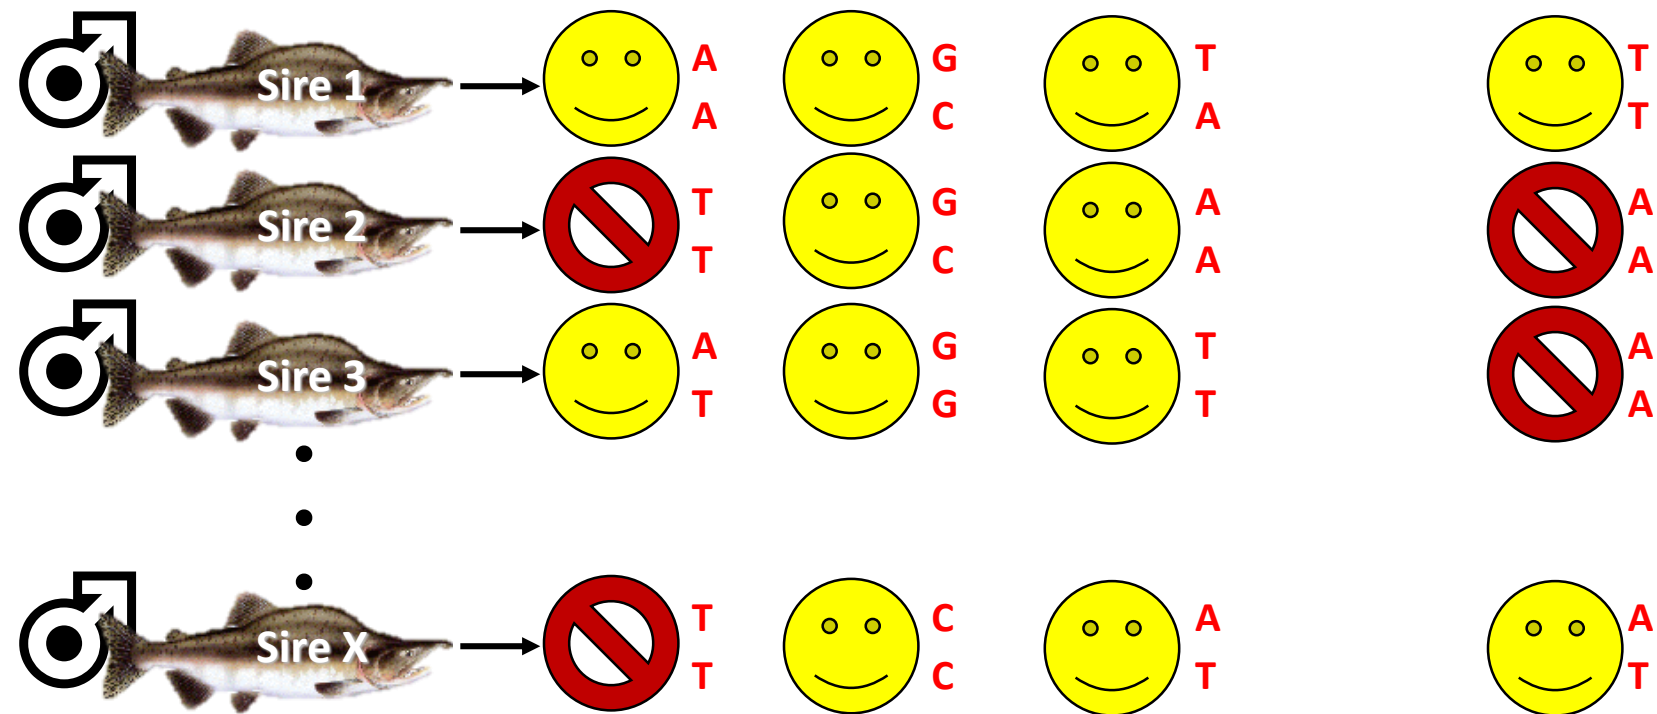 Sire 1 A G T T
A C A T
Sire 2 T G A A
T C A A
Sire 3 A G T A
T G T A
Sire X T C A A
T C T T